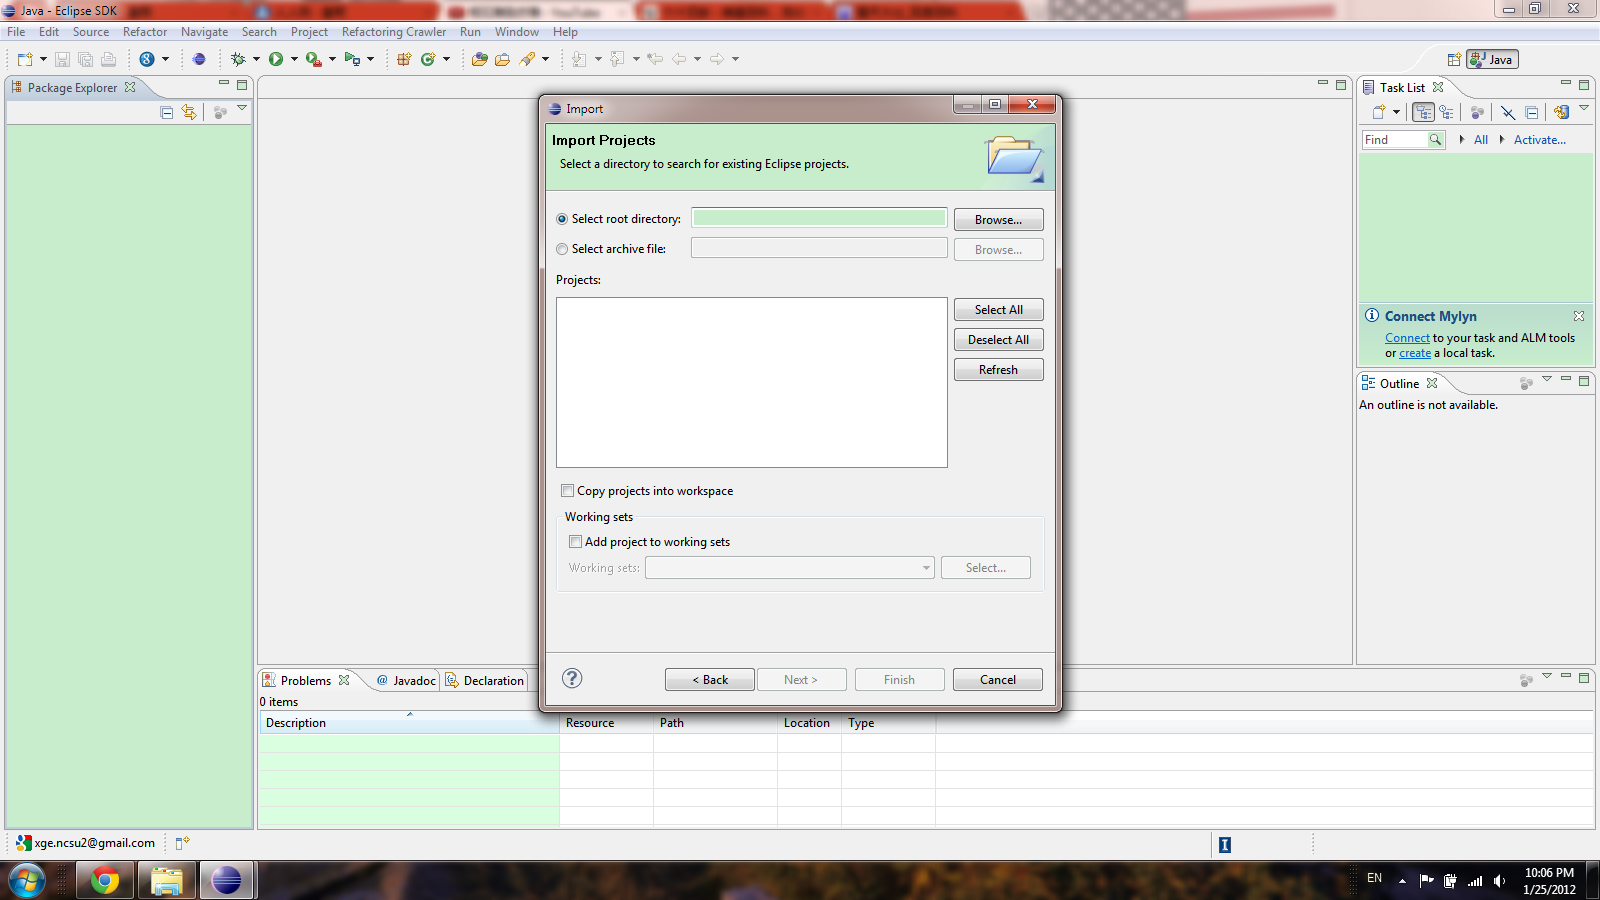 Java - Eclipse SDK
File Edit Source Refactor Navigate Search Project Refactoring Crawler Run Window Help
Java
Package Explorer
Task List
Find
All
Activate...
Connect Mylyn
Connect to your task and ALM tools
or create a local task.
Outline
An outline is not available.
Import
Import Projects
Select a directory to search for existing Eclipse projects.
Select root directory:
Browse...
Select archive file:
Browse...
Projects:
Select All
Deselect All
Refresh
Copy projects into workspace
Working sets
Add project to working sets
Working sets:
Select...
?
< Back
Next >
Finish
Cancel
Problems
@ Javadoc
Declaration
0 items
Description Resource Path Location Type
xge.ncsu2@gmail.com
EN
10:06 PM
1/25/2012